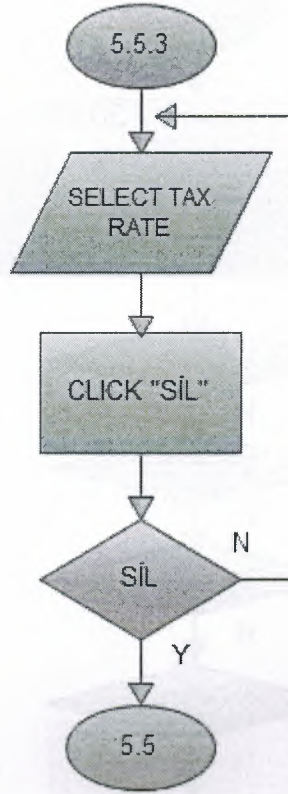 5.5.3
SELECT TAX
RATE
CLICK "SİL"
SİL
N
Y
5.5